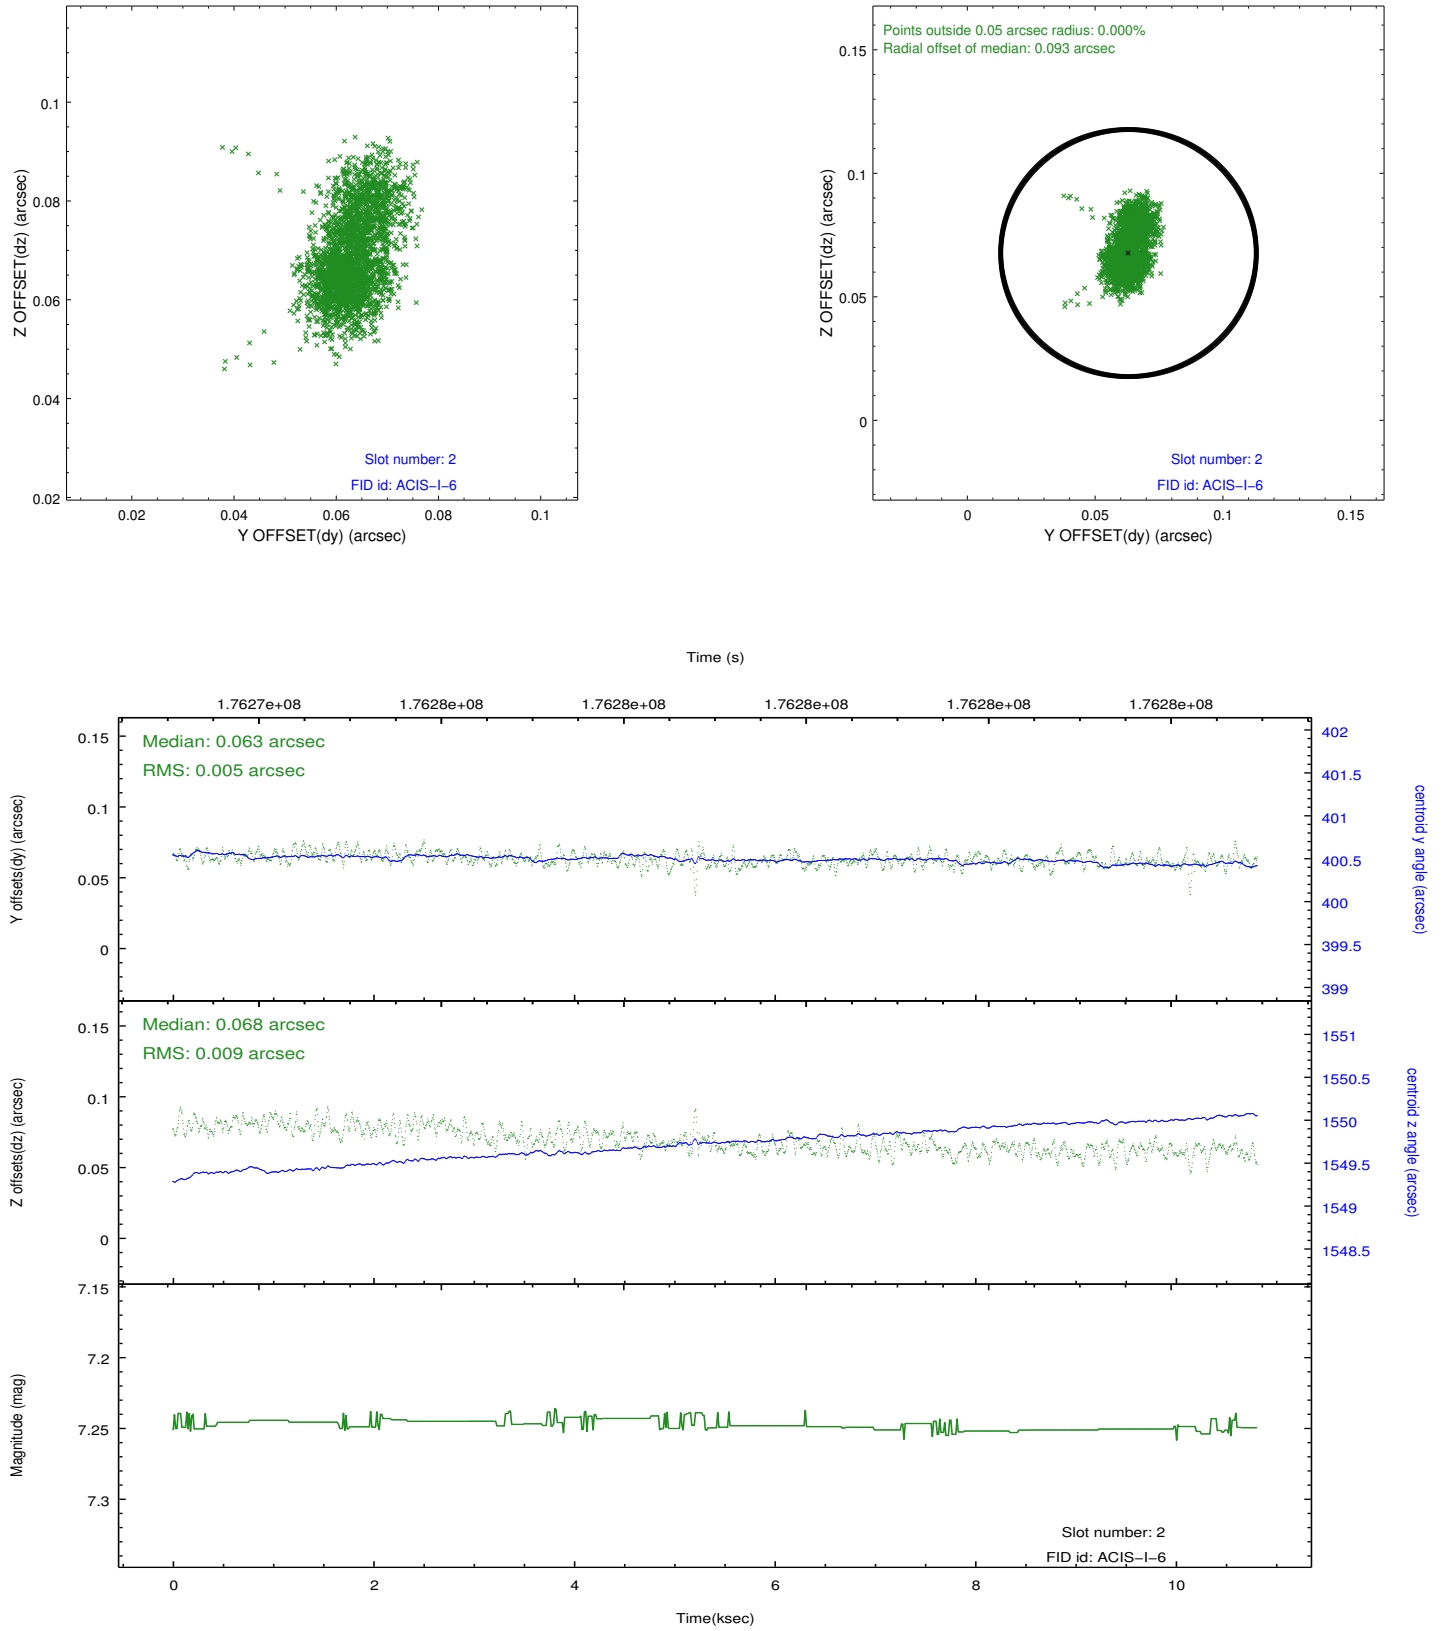 0.1
0.08
0.06
0.04
0.02
Z OFFSET(dz) (arcsec)
Slot number: 2
FID id: ACIS−I−6
0.02 0.04 0.06 0.08 0.1
Y OFFSET(dy) (arcsec)
Points outside 0.05 arcsec radius: 0.000%
Radial offset of median: 0.093 arcsec
0.15
0.1
0.05
0
Z OFFSET(dz) (arcsec)
Slot number: 2
FID id: ACIS−I−6
0 0.05 0.1 0.15
Y OFFSET(dy) (arcsec)
Time (s)
1.7627e+08 1.7628e+08 1.7628e+08 1.7628e+08 1.7628e+08 1.7628e+08
Median: 0.063 arcsec
RMS: 0.005 arcsec
0.15
0.1
0.05
0
Y offsets(dy) (arcsec)
402
401.5
401
400.5
400
399.5
399
centroid y angle (arcsec)
Median: 0.068 arcsec
RMS: 0.009 arcsec
0.15
0.1
0.05
0
Z offsets(dz) (arcsec)
1551
1550.5
1550
1549.5
1549
1548.5
centroid z angle (arcsec)
7.15
7.2
7.25
7.3
Magnitude (mag)
Slot number: 2
FID id: ACIS−I−6
0 2 4 6 8 10
Time(ksec)